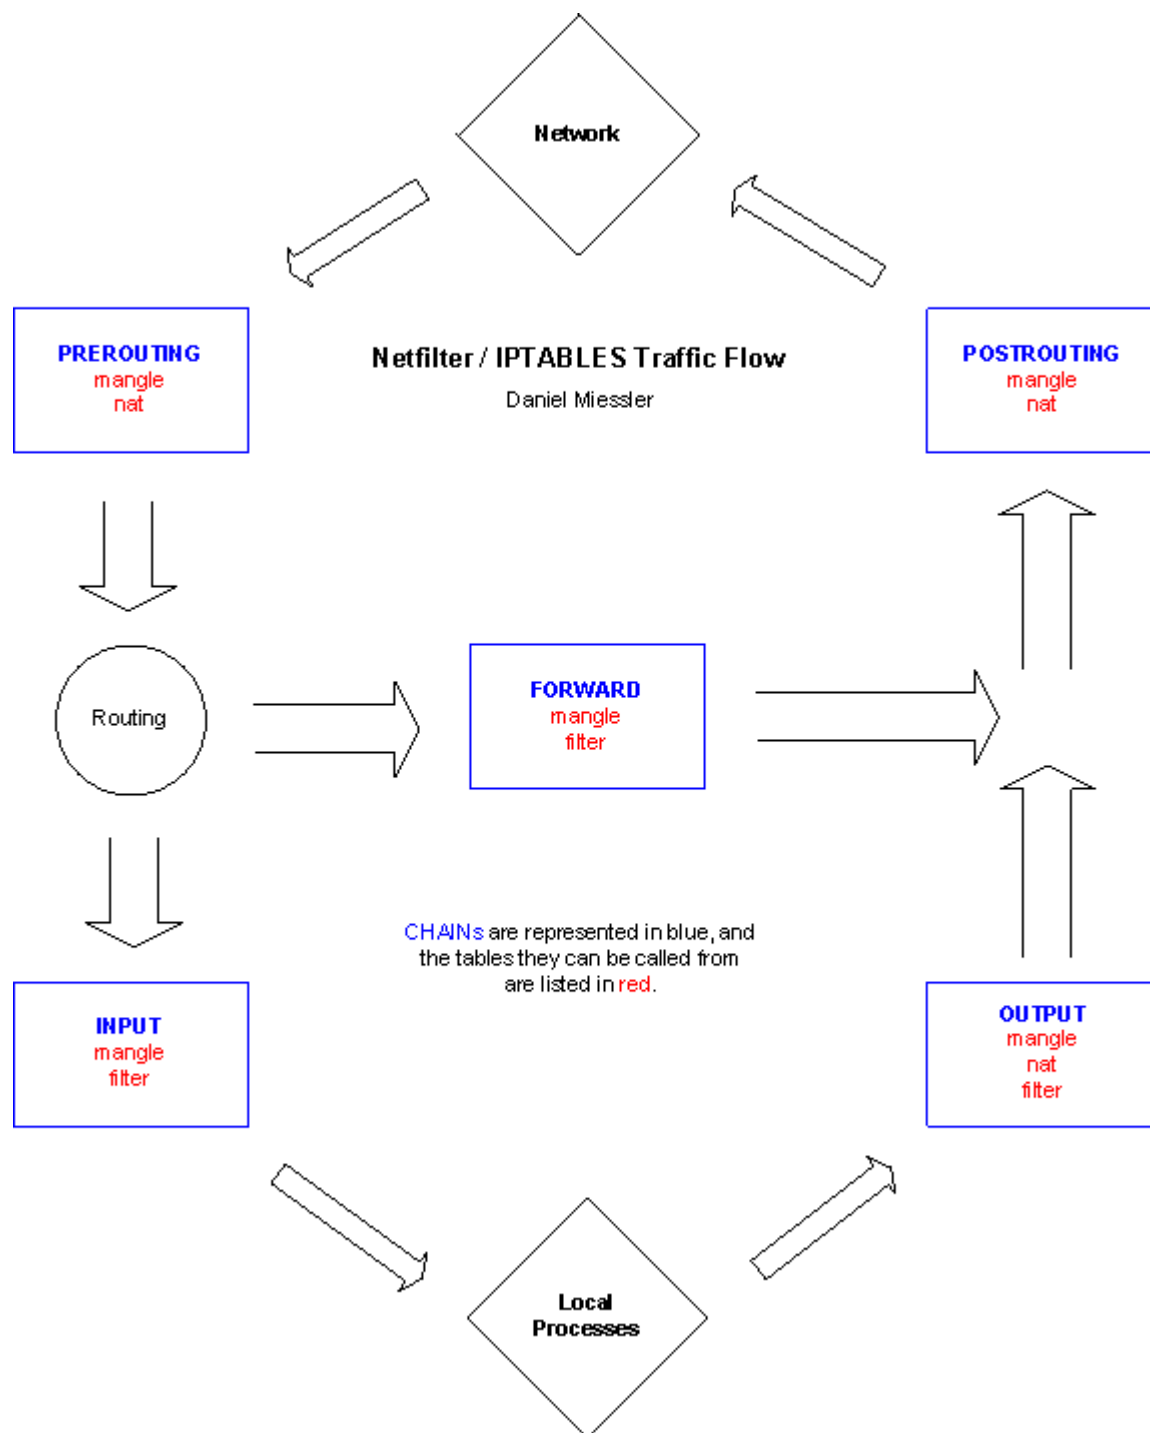 Network
PREROUTING
mangle
nat
Netfilter / IPTABLES Traffic Flow
Daniel Miessler
POSTROUTING
mangle
nat
Routing
FORWARD
mangle
filter
CHAINs are represented in blue, and
the tables they can be called from
are listed in red.
INPUT
mangle
filter
OUTPUT
mangle
nat
filter
Local
Processes